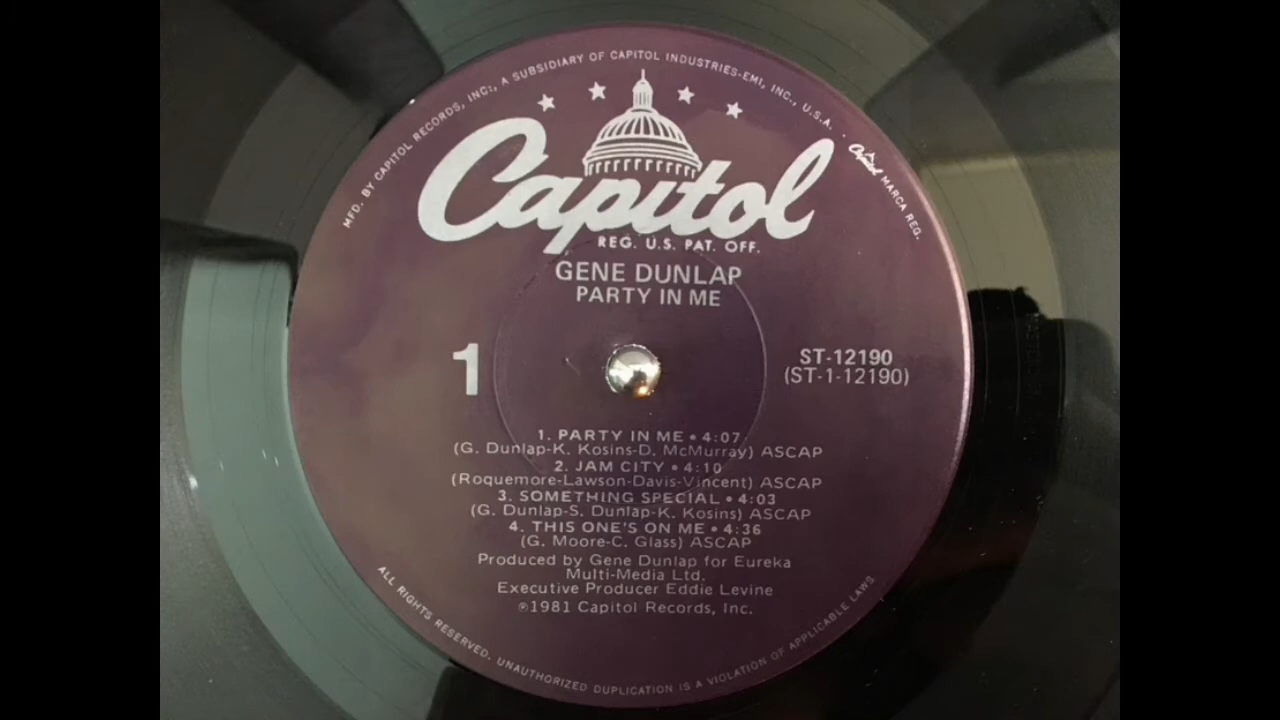 MFD. BY CAPITOL RECORDS, INC., A SUBSIDIARY OF CAPITOL INDUSTRIES-EMI, INC., U.S.A. · Capitol MARCA REG.
Capitol
REG. U.S. PAT. OFF.
GENE DUNLAP
PARTY IN ME
1
ST-12190
(ST-1-12190)
1. PARTY IN ME • 4:07
(G. Dunlap-K. Kosins-D. McMurray) ASCAP
2. JAM CITY • 4:10
(Roquemore-Lawson-Davis-Vincent) ASCAP
3. SOMETHING SPECIAL • 4:03
(G. Dunlap-S. Dunlap-K. Kosins) ASCAP
4. THIS ONE'S ON ME • 4:36
(G. Moore-C. Glass) ASCAP
Produced by Gene Dunlap for Eureka
Multi-Media Ltd.
Executive Producer Eddie Levine
℗1981 Capitol Records, Inc.
ALL RIGHTS RESERVED. UNAUTHORIZED DUPLICATION IS A VIOLATION OF APPLICABLE LAWS